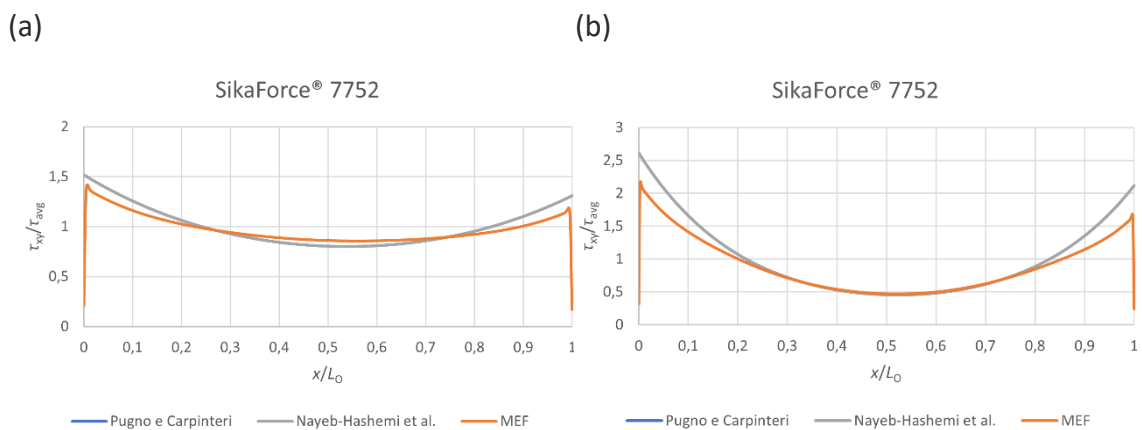 (a)
SikaForce® 7752
2
1,5
1
0,5
0
τxy/τavg
0 0,1 0,2 0,3 0,4 0,5 0,6 0,7 0,8 0,9 1
x/LO
Pugno e Carpinteri Nayeb-Hashemi et al. MEF
(b)
SikaForce® 7752
3
2,5
2
1,5
1
0,5
0
τxy/τavg
0 0,1 0,2 0,3 0,4 0,5 0,6 0,7 0,8 0,9 1
x/LO
Pugno e Carpinteri Nayeb-Hashemi et al. MEF